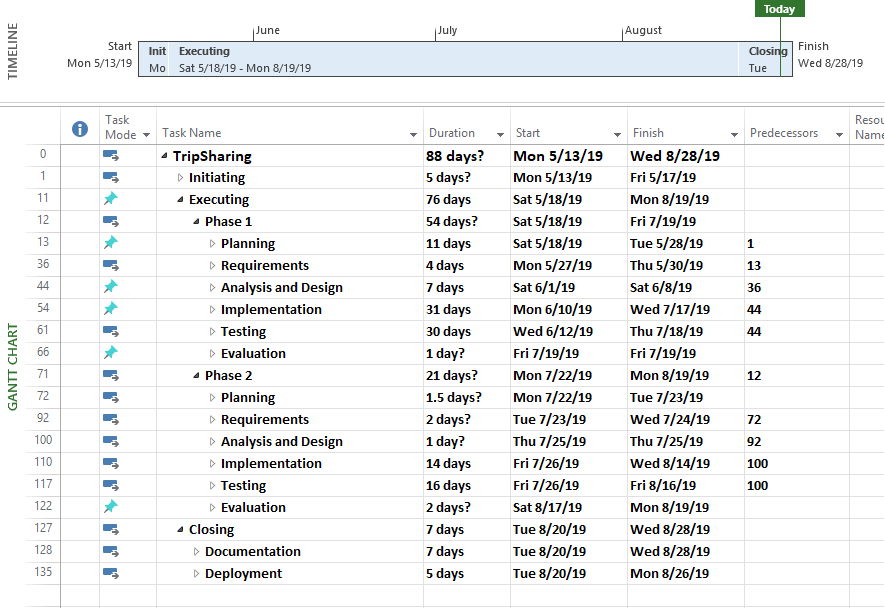 Today
TIMELINE
June July August
Start Init Executing Closing Finish
Mon 5/13/19 Mo Sat 5/18/19 - Mon 8/19/19 Tue Wed 8/28/19
GANTT CHART
Task Mode Task Name Duration Start Finish Predecessors Resou Name
0 TripSharing 88 days? Mon 5/13/19 Wed 8/28/19
1 Initiating 5 days? Mon 5/13/19 Fri 5/17/19
11 Executing 76 days Sat 5/18/19 Mon 8/19/19
12 Phase 1 54 days? Sat 5/18/19 Fri 7/19/19
13 Planning 11 days Sat 5/18/19 Tue 5/28/19 1
36 Requirements 4 days Mon 5/27/19 Thu 5/30/19 13
44 Analysis and Design 7 days Sat 6/1/19 Sat 6/8/19 36
54 Implementation 31 days Mon 6/10/19 Wed 7/17/19 44
61 Testing 30 days Wed 6/12/19 Thu 7/18/19 44
66 Evaluation 1 day? Fri 7/19/19 Fri 7/19/19
71 Phase 2 21 days? Mon 7/22/19 Mon 8/19/19 12
72 Planning 1.5 days? Mon 7/22/19 Tue 7/23/19
92 Requirements 2 days? Tue 7/23/19 Wed 7/24/19 72
100 Analysis and Design 1 day? Thu 7/25/19 Thu 7/25/19 92
110 Implementation 14 days Fri 7/26/19 Wed 8/14/19 100
117 Testing 16 days Fri 7/26/19 Fri 8/16/19 100
122 Evaluation 2 days? Sat 8/17/19 Mon 8/19/19
127 Closing 7 days Tue 8/20/19 Wed 8/28/19
128 Documentation 7 days Tue 8/20/19 Wed 8/28/19
135 Deployment 5 days Tue 8/20/19 Mon 8/26/19